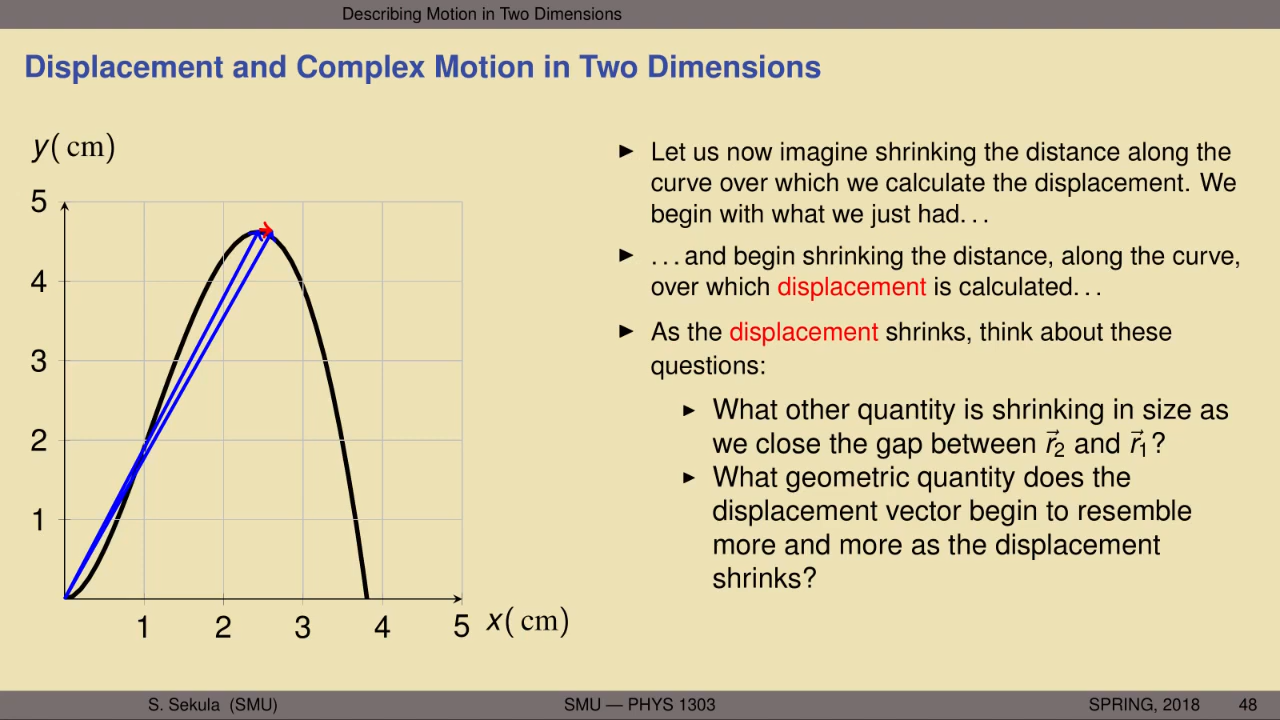 Describing Motion in Two Dimensions
Displacement and Complex Motion in Two Dimensions
y( cm)
5
4
3
2
1
1 2 3 4 5 x( cm)
► Let us now imagine shrinking the distance along the
curve over which we calculate the displacement. We
begin with what we just had. . .
► . . . and begin shrinking the distance, along the curve,
over which displacement is calculated. . .
► As the displacement shrinks, think about these
questions:
► What other quantity is shrinking in size as
we close the gap between r⃗₂ and r⃗₁?
► What geometric quantity does the
displacement vector begin to resemble
more and more as the displacement
shrinks?
S. Sekula (SMU) SMU — PHYS 1303 SPRING, 2018 48